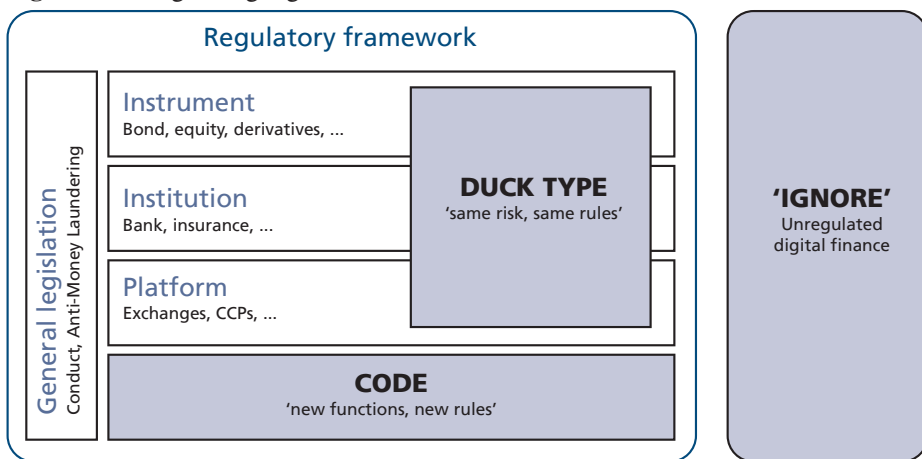 Regulatory framework
General legislation
Conduct, Anti-Money Laundering
Instrument
Bond, equity, derivatives, ...
Institution
Bank, insurance, ...
Platform
Exchanges, CCPs, ...
DUCK TYPE
‘same risk, same rules’
CODE
‘new functions, new rules’
‘IGNORE’
Unregulated
digital finance